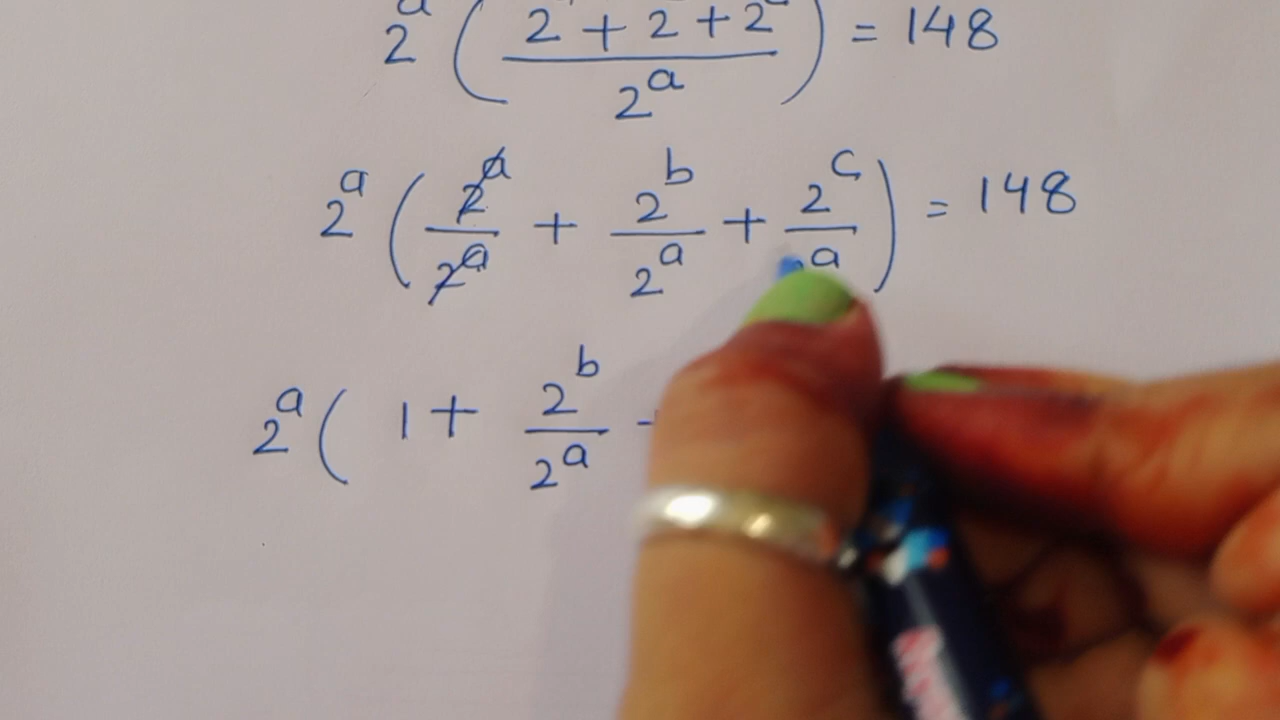 2^a ( (2 + 2 + 2) / 2^a ) = 148
2^a ( 2^a/2^a + 2^b/2^a + 2^c/2^a ) = 148
2^a ( 1 + 2^b/2^a